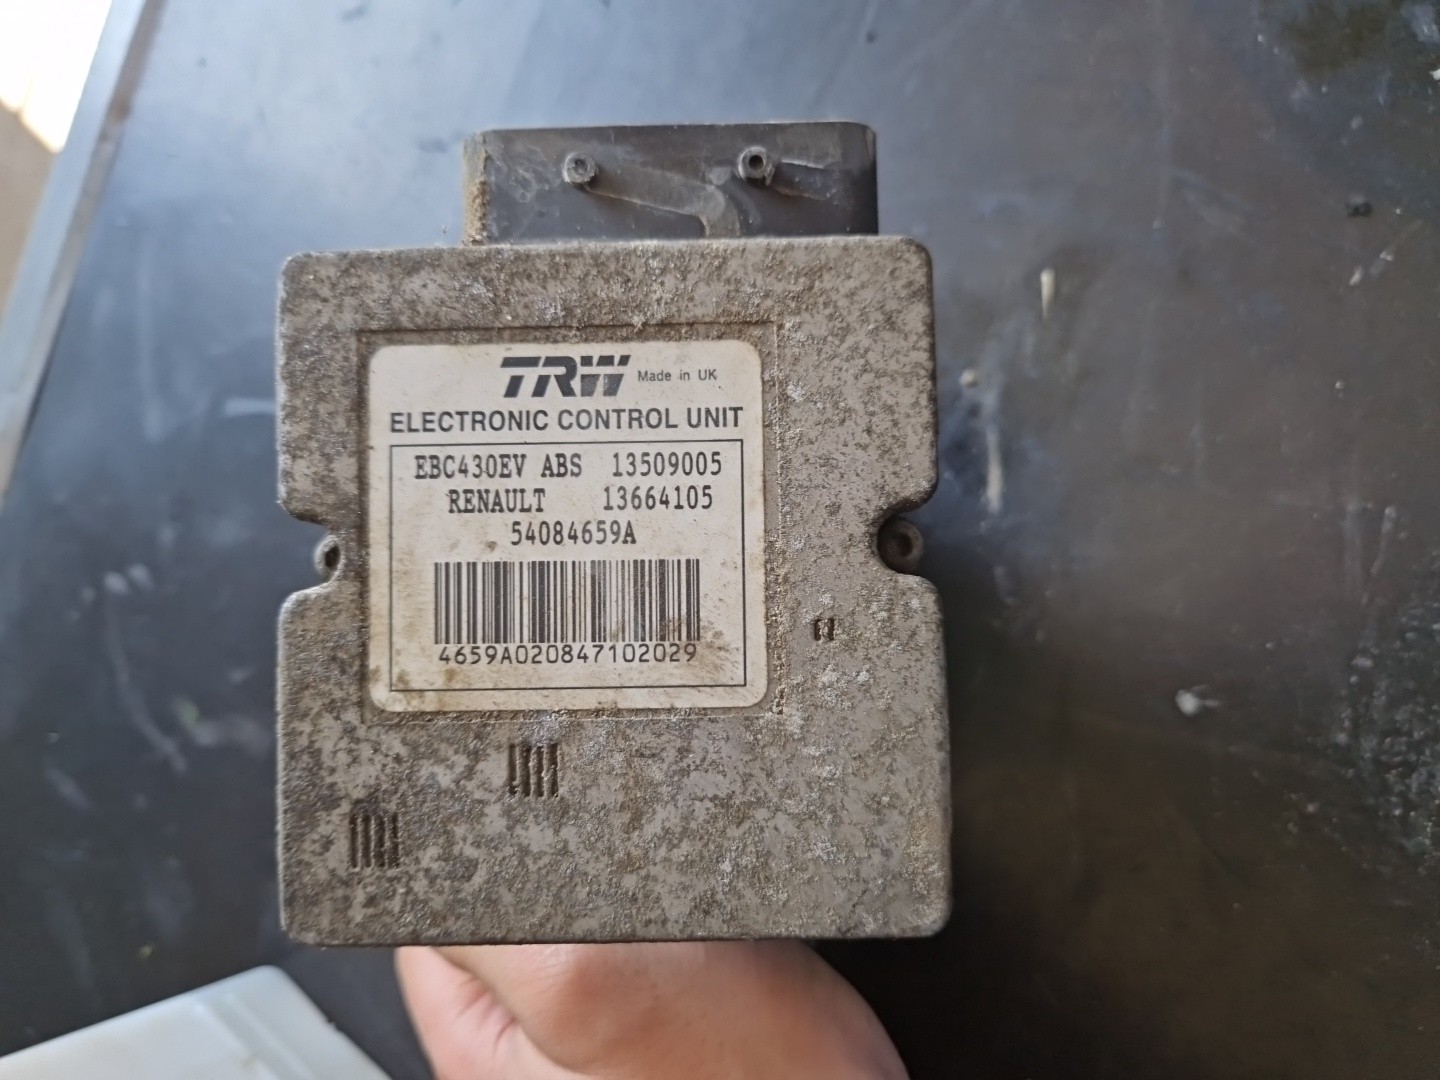 TRW Made in UK
ELECTRONIC CONTROL UNIT
EBC430EV ABS 13509005
RENAULT 13664105
54084659A
4659A020847102029